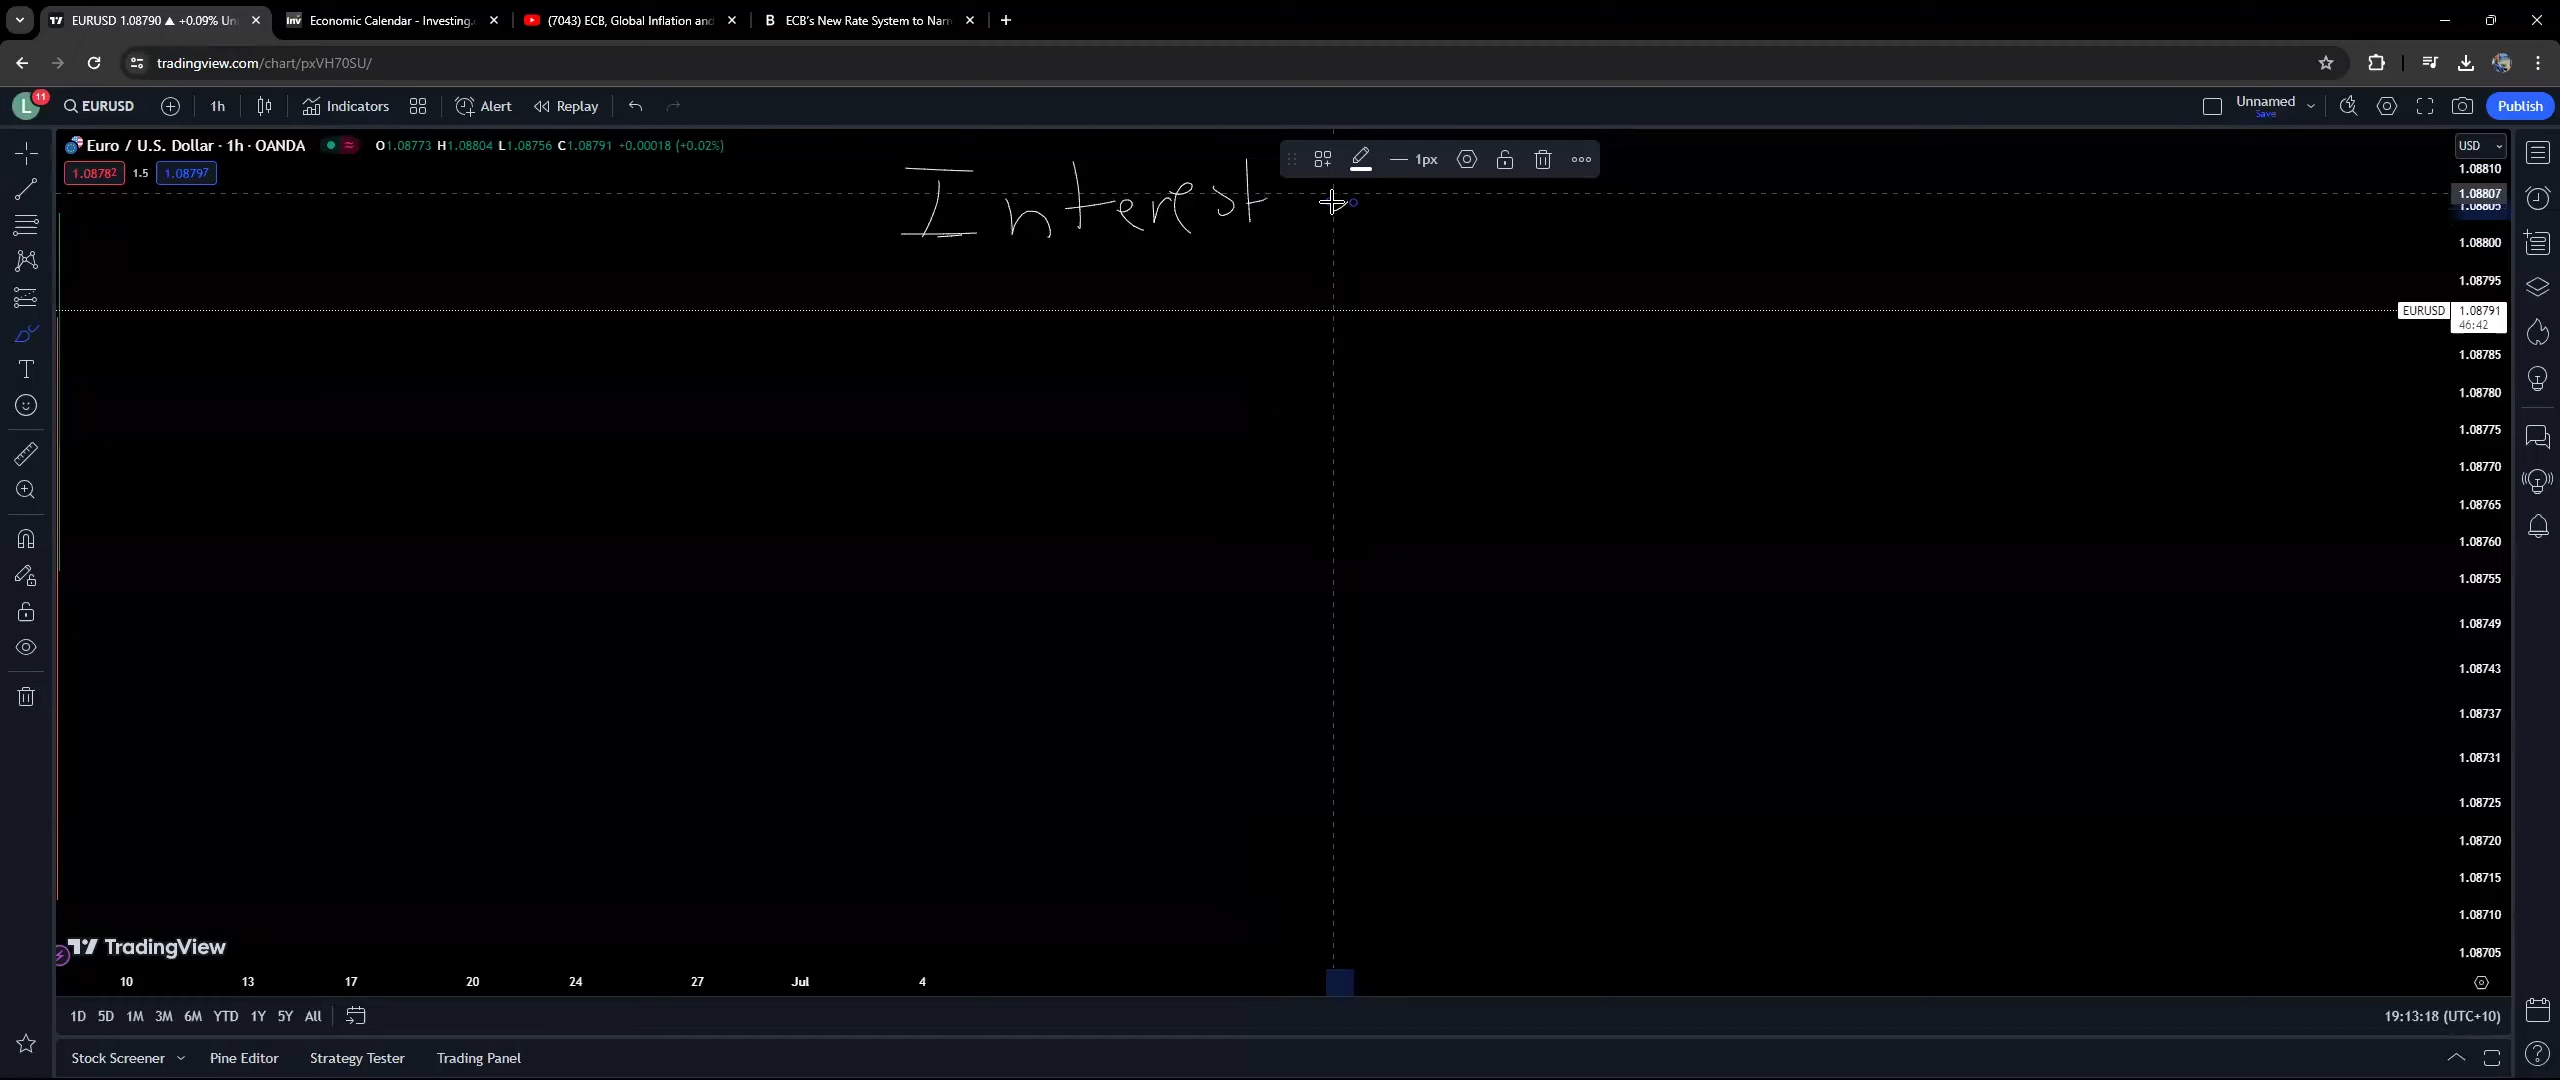 EURUSD 1.08790 ▲ +0.09% Un
Economic Calendar - Investing.
(7043) ECB, Global Inflation and
ECB's New Rate System to Narr
tradingview.com/chart/pxVH70SU/
L 11 EURUSD 1h Indicators Alert Replay Unnamed Save Publish
Euro / U.S. Dollar · 1h · OANDA O1.08773 H1.08804 L1.08756 C1.08791 +0.00018 (+0.02%)
1.08782 1.5 1.08797
1px
USD
Interest
1.08810
1.08807
1.08805
1.08800
1.08795
EURUSD 1.08791
46:42
1.08785
1.08780
1.08775
1.08770
1.08765
1.08760
1.08755
1.08749
1.08743
1.08737
1.08731
1.08725
1.08720
1.08715
1.08710
1.08705
TradingView
10 13 17 20 24 27 Jul 4
1D 5D 1M 3M 6M YTD 1Y 5Y All 19:13:18 (UTC+10)
Stock Screener Pine Editor Strategy Tester Trading Panel